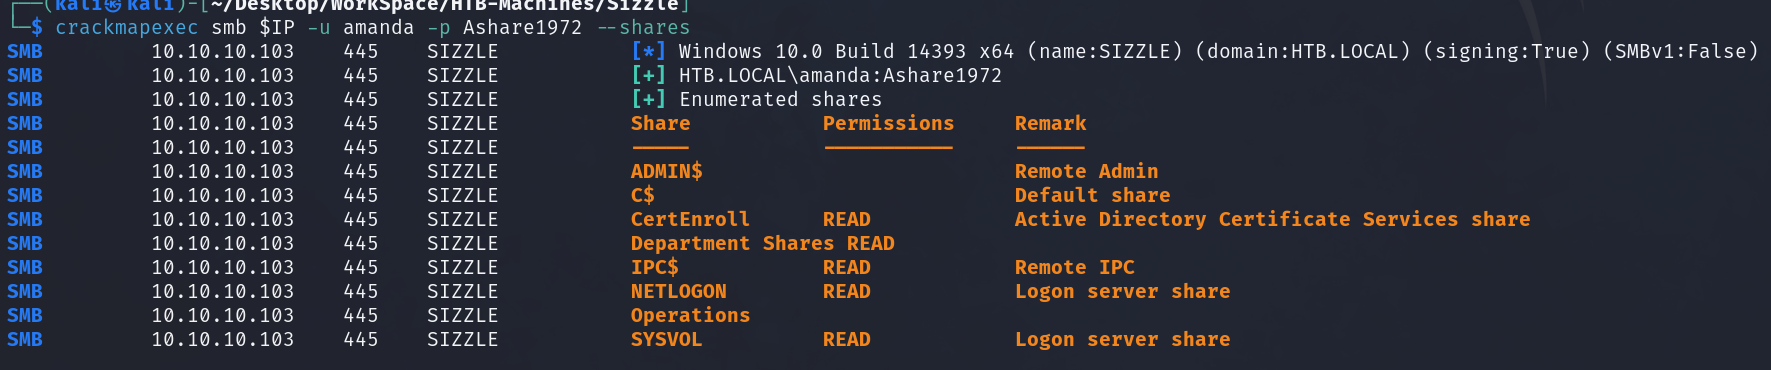 ┌──(kali㉿kali)-[~/Desktop/WorkSpace/HTB-Machines/Sizzle]
└─$ crackmapexec smb $IP -u amanda -p Ashare1972 --shares
SMB         10.10.10.103    445    SIZZLE           [*] Windows 10.0 Build 14393 x64 (name:SIZZLE) (domain:HTB.LOCAL) (signing:True) (SMBv1:False)
SMB         10.10.10.103    445    SIZZLE           [+] HTB.LOCAL\amanda:Ashare1972
SMB         10.10.10.103    445    SIZZLE           [+] Enumerated shares
SMB         10.10.10.103    445    SIZZLE           Share           Permissions     Remark
SMB         10.10.10.103    445    SIZZLE           -----           -----------     ------
SMB         10.10.10.103    445    SIZZLE           ADMIN$                          Remote Admin
SMB         10.10.10.103    445    SIZZLE           C$                              Default share
SMB         10.10.10.103    445    SIZZLE           CertEnroll      READ            Active Directory Certificate Services share
SMB         10.10.10.103    445    SIZZLE           Department Shares READ
SMB         10.10.10.103    445    SIZZLE           IPC$            READ            Remote IPC
SMB         10.10.10.103    445    SIZZLE           NETLOGON        READ            Logon server share
SMB         10.10.10.103    445    SIZZLE           Operations
SMB         10.10.10.103    445    SIZZLE           SYSVOL          READ            Logon server share